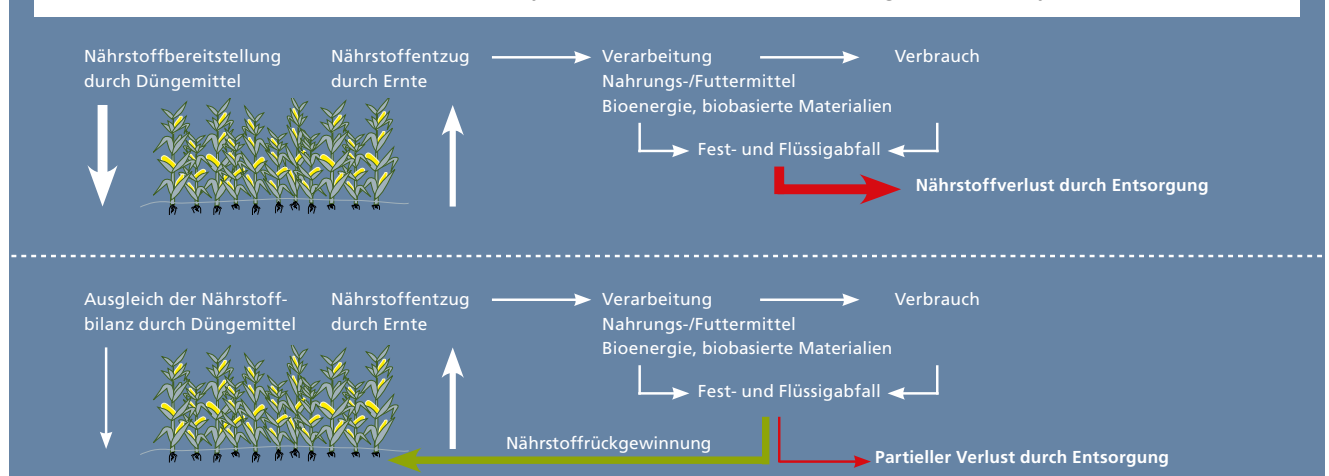 Nährstoffbereitstellung
durch Düngemittel
Nährstoffentzug
durch Ernte
Verarbeitung
Nahrungs-/Futtermittel
Bioenergie, biobasierte Materialien
Verbrauch
Fest- und Flüssigabfall
Nährstoffverlust durch Entsorgung
Ausgleich der Nährstoff-
bilanz durch Düngemittel
Nährstoffentzug
durch Ernte
Verarbeitung
Nahrungs-/Futtermittel
Bioenergie, biobasierte Materialien
Verbrauch
Fest- und Flüssigabfall
Nährstoffrückgewinnung
Partieller Verlust durch Entsorgung